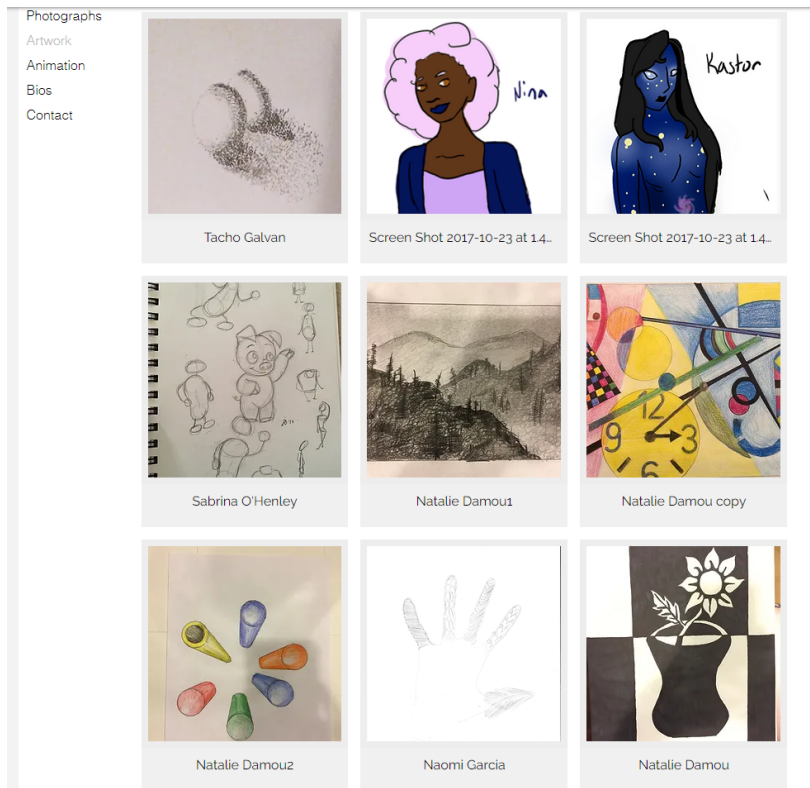 Photographs
Artwork
Animation
Bios
Contact
Nina
Kastor
Tacho Galvan
Screen Shot 2017-10-23 at 1.4...
Screen Shot 2017-10-23 at 1.4...
12
9
3
6
Sabrina O'Henley
Natalie Damou1
Natalie Damou copy
Natalie Damou2
Naomi Garcia
Natalie Damou